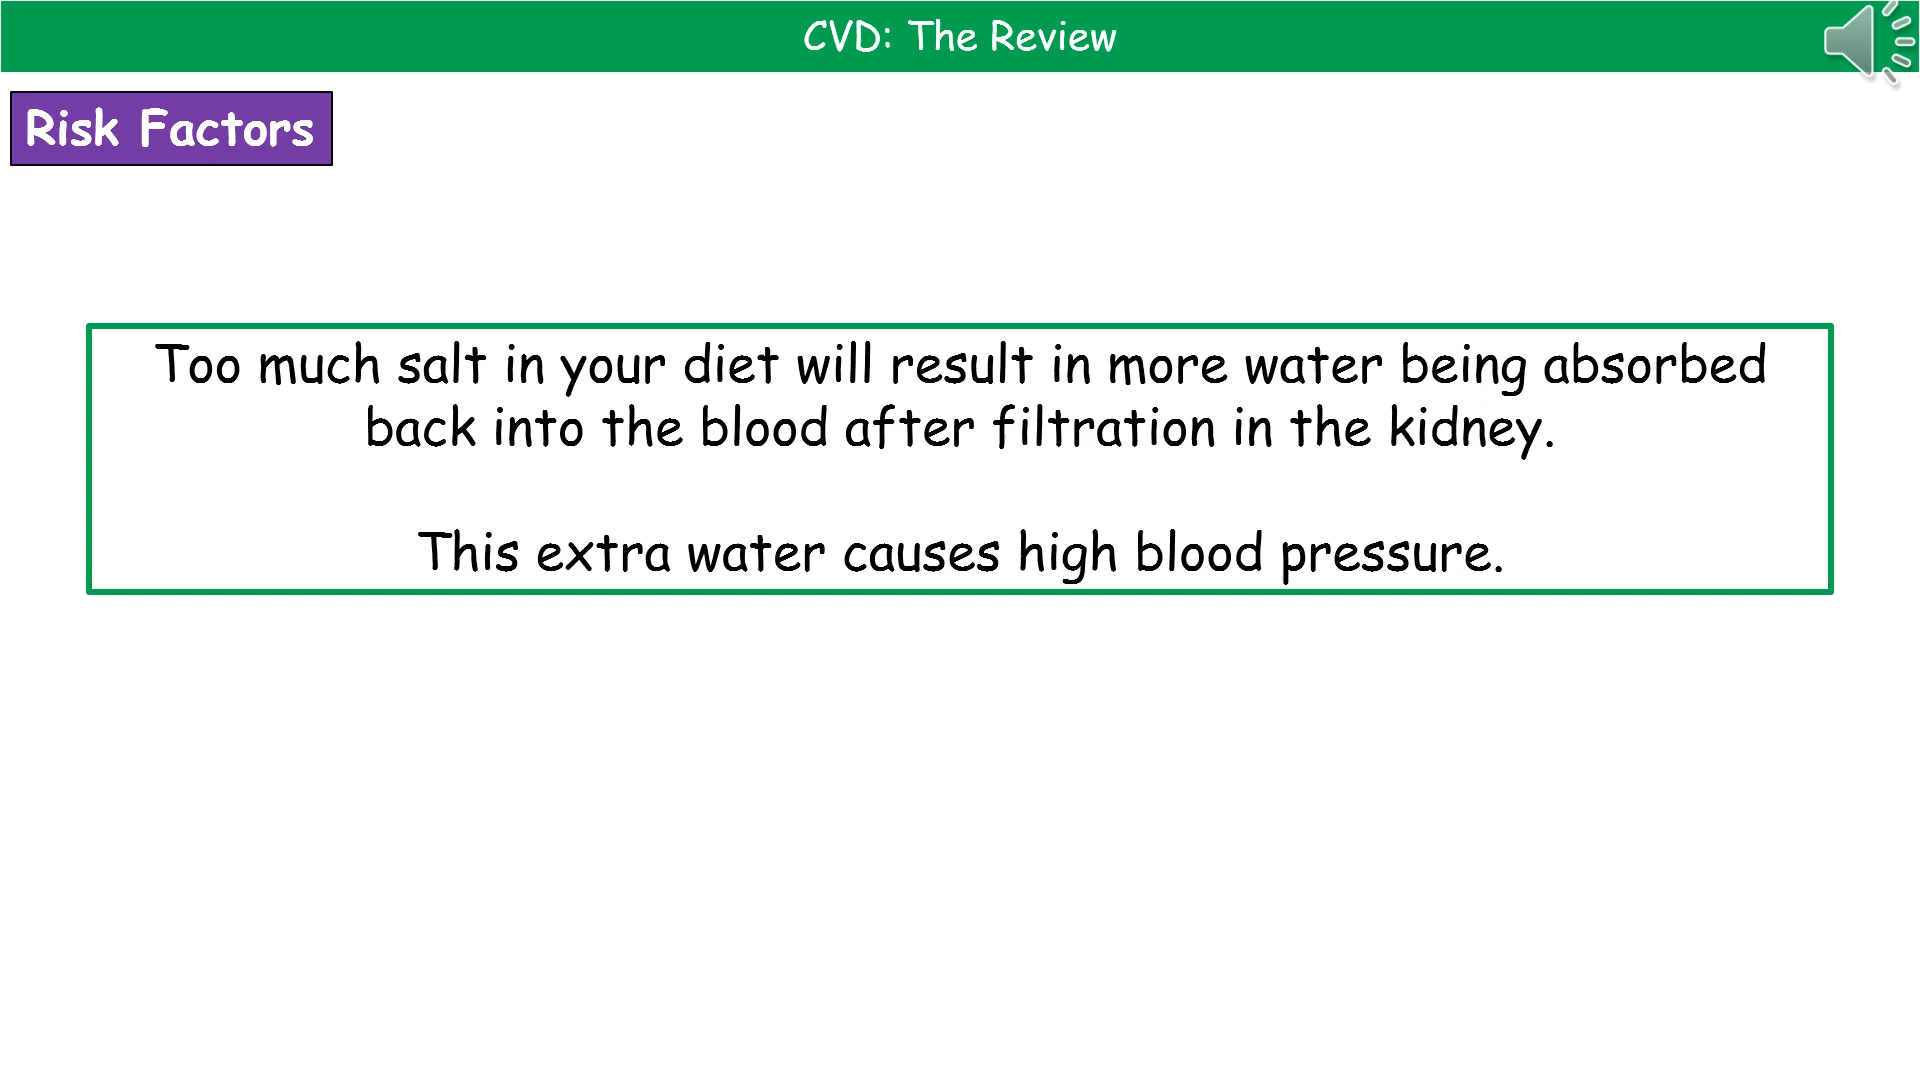 CVD: The Review
Risk Factors
Too much salt in your diet will result in more water being absorbed
back into the blood after filtration in the kidney.
This extra water causes high blood pressure.